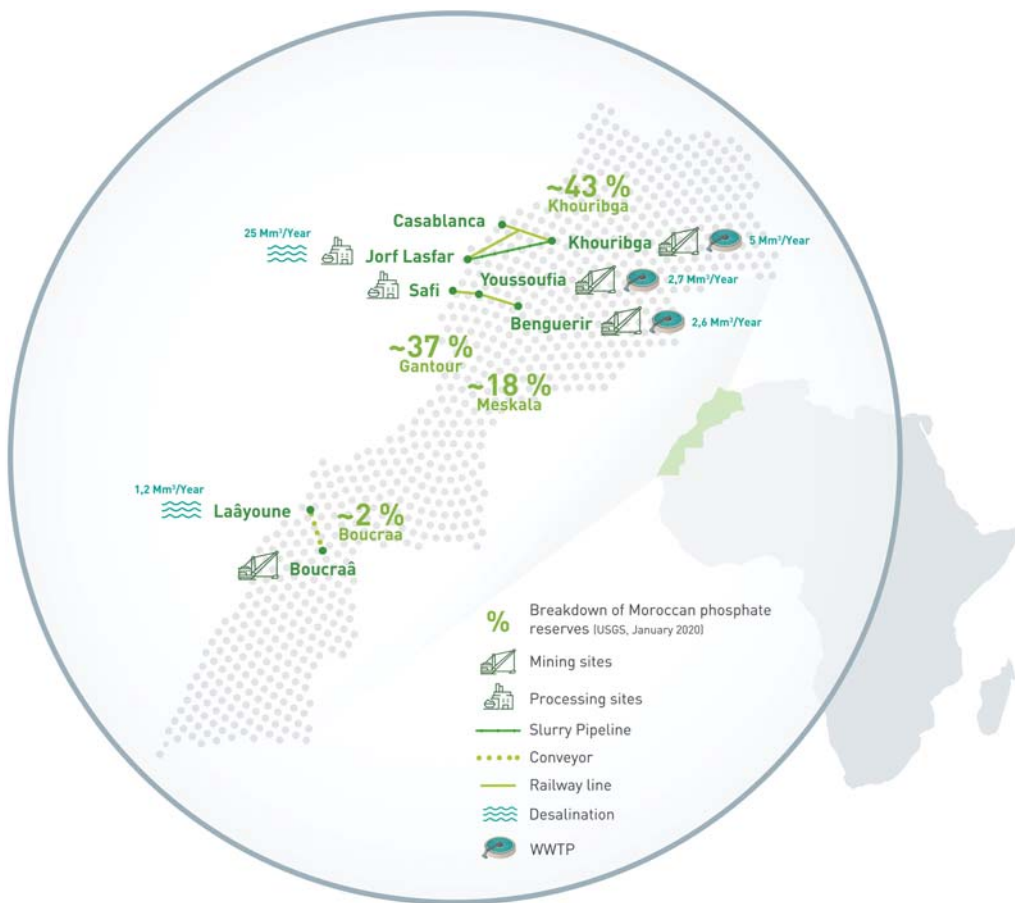 ~43 %
Khouribga
Casablanca
25 Mm³/Year
Jorf Lasfar
Khouribga
5 Mm³/Year
Youssoufia
2,7 Mm³/Year
Safi
Benguerir
2,6 Mm³/Year
~37 %
Gantour
~18 %
Meskala
1,2 Mm³/Year
Laâyoune
~2 %
Boucraa
Boucraâ
% Breakdown of Moroccan phosphate
reserves (USGS, January 2020)
Mining sites
Processing sites
Slurry Pipeline
Conveyor
Railway line
Desalination
WWTP